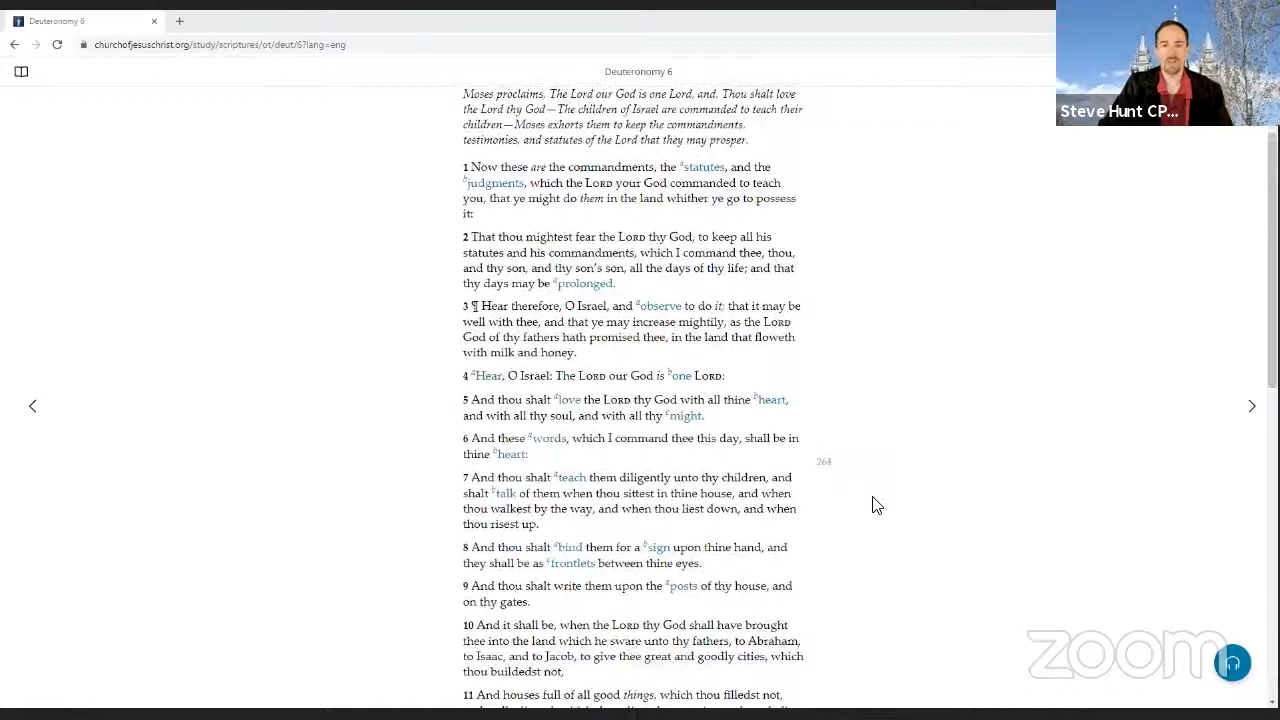 Deuteronomy 6
churchofjesuschrist.org/study/scriptures/ot/deut/6?lang=eng
Deuteronomy 6
Steve Hunt CP...
Moses proclaims, The Lord our God is one Lord, and, Thou shalt love
the Lord thy God—The children of Israel are commanded to teach their
children—Moses exhorts them to keep the commandments,
testimonies, and statutes of the Lord that they may prosper.
1 Now these are the commandments, the a statutes, and the
b judgments, which the LORD your God commanded to teach
you, that ye might do them in the land whither ye go to possess
it:
2 That thou mightest fear the LORD thy God, to keep all his
statutes and his commandments, which I command thee, thou,
and thy son, and thy son's son, all the days of thy life; and that
thy days may be a prolonged.
3 ¶ Hear therefore, O Israel, and a observe to do it; that it may be
well with thee, and that ye may increase mightily, as the LORD
God of thy fathers hath promised thee, in the land that floweth
with milk and honey.
4 a Hear, O Israel: The LORD our God is b one LORD:
5 And thou shalt a love the LORD thy God with all thine b heart,
and with all thy soul, and with all thy c might.
6 And these a words, which I command thee this day, shall be in
thine b heart:
264
7 And thou shalt a teach them diligently unto thy children, and
shalt b talk of them when thou sittest in thine house, and when
thou walkest by the way, and when thou liest down, and when
thou risest up.
8 And thou shalt a bind them for a b sign upon thine hand, and
they shall be as c frontlets between thine eyes.
9 And thou shalt write them upon the a posts of thy house, and
on thy gates.
10 And it shall be, when the LORD thy God shall have brought
thee into the land which he sware unto thy fathers, to Abraham,
to Isaac, and to Jacob, to give thee great and goodly cities, which
thou buildedst not,
11 And houses full of all good things, which thou filledst not,
zoom